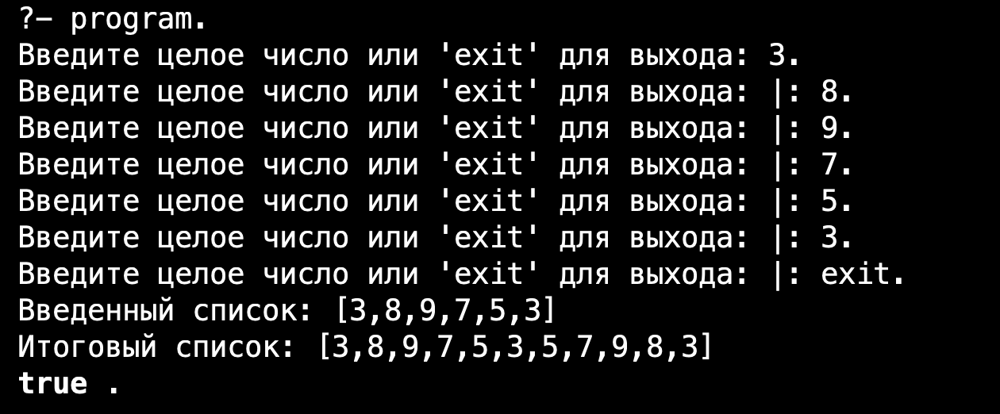 ?- program.
Введите целое число или 'exit' для выхода: 3.
Введите целое число или 'exit' для выхода: |: 8.
Введите целое число или 'exit' для выхода: |: 9.
Введите целое число или 'exit' для выхода: |: 7.
Введите целое число или 'exit' для выхода: |: 5.
Введите целое число или 'exit' для выхода: |: 3.
Введите целое число или 'exit' для выхода: |: exit.
Введенный список: [3,8,9,7,5,3]
Итоговый список: [3,8,9,7,5,3,5,7,9,8,3]
true .